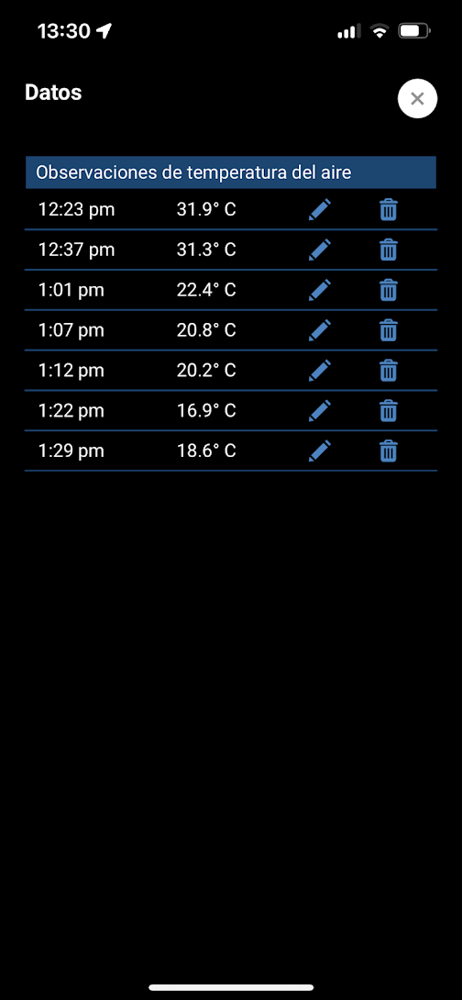 13:30
Datos
Observaciones de temperatura del aire
12:23 pm 31.9° C
12:37 pm 31.3° C
1:01 pm 22.4° C
1:07 pm 20.8° C
1:12 pm 20.2° C
1:22 pm 16.9° C
1:29 pm 18.6° C